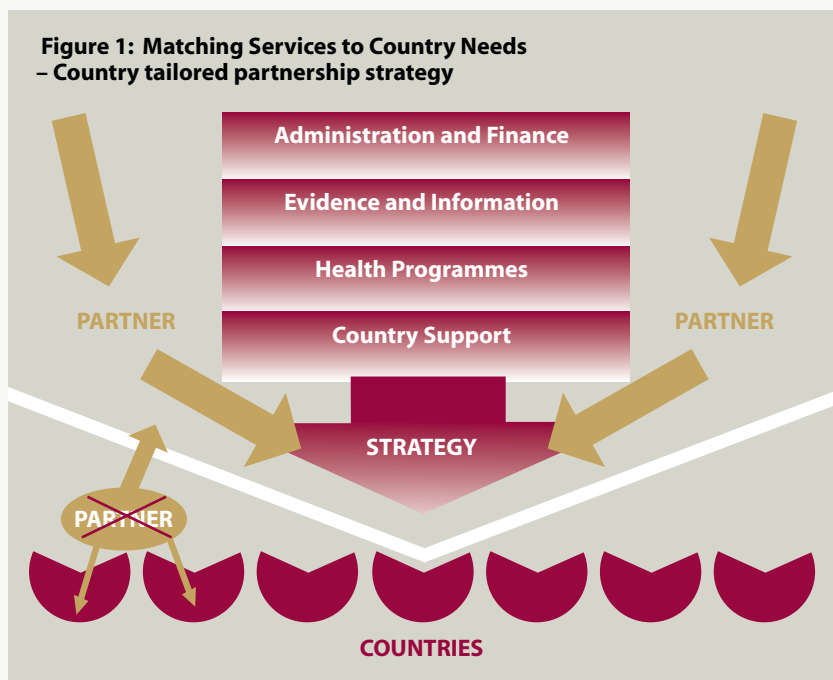 Figure 1: Matching Services to Country Needs
– Country tailored partnership strategy
Administration and Finance
Evidence and Information
Health Programmes
Country Support
PARTNER
PARTNER
STRATEGY
PARTNER
COUNTRIES